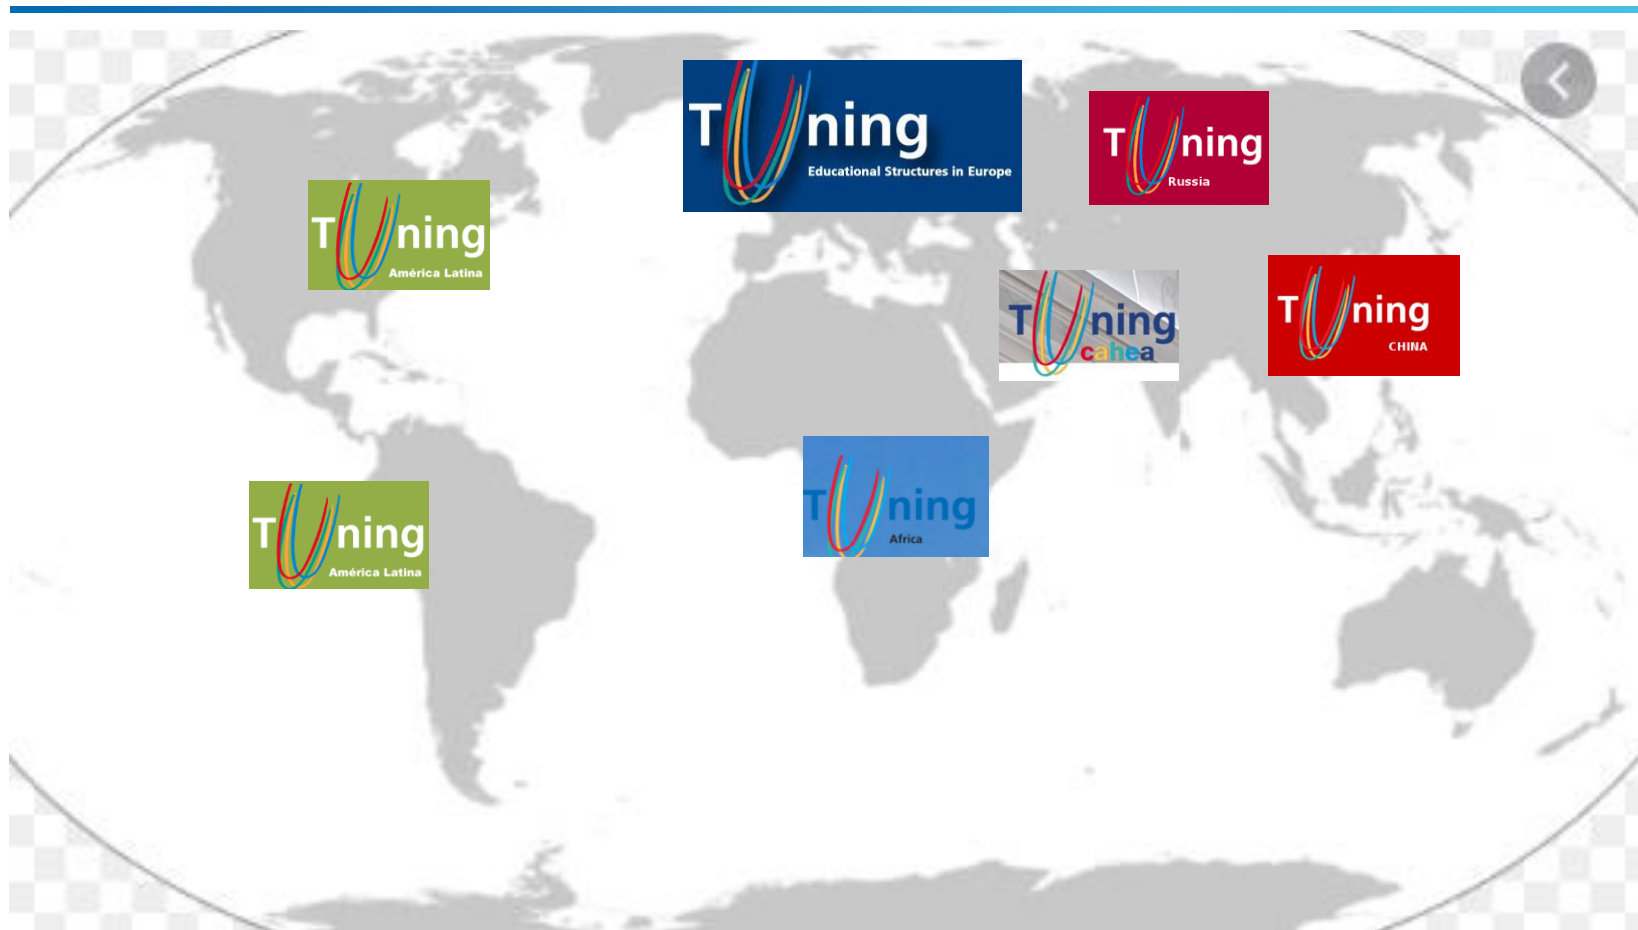 Tuning
Educational Structures in Europe
Tuning
Russia
Tuning
América Latina
Tuning
CHINA
Tuning
cahea
Tuning
Africa
Tuning
América Latina